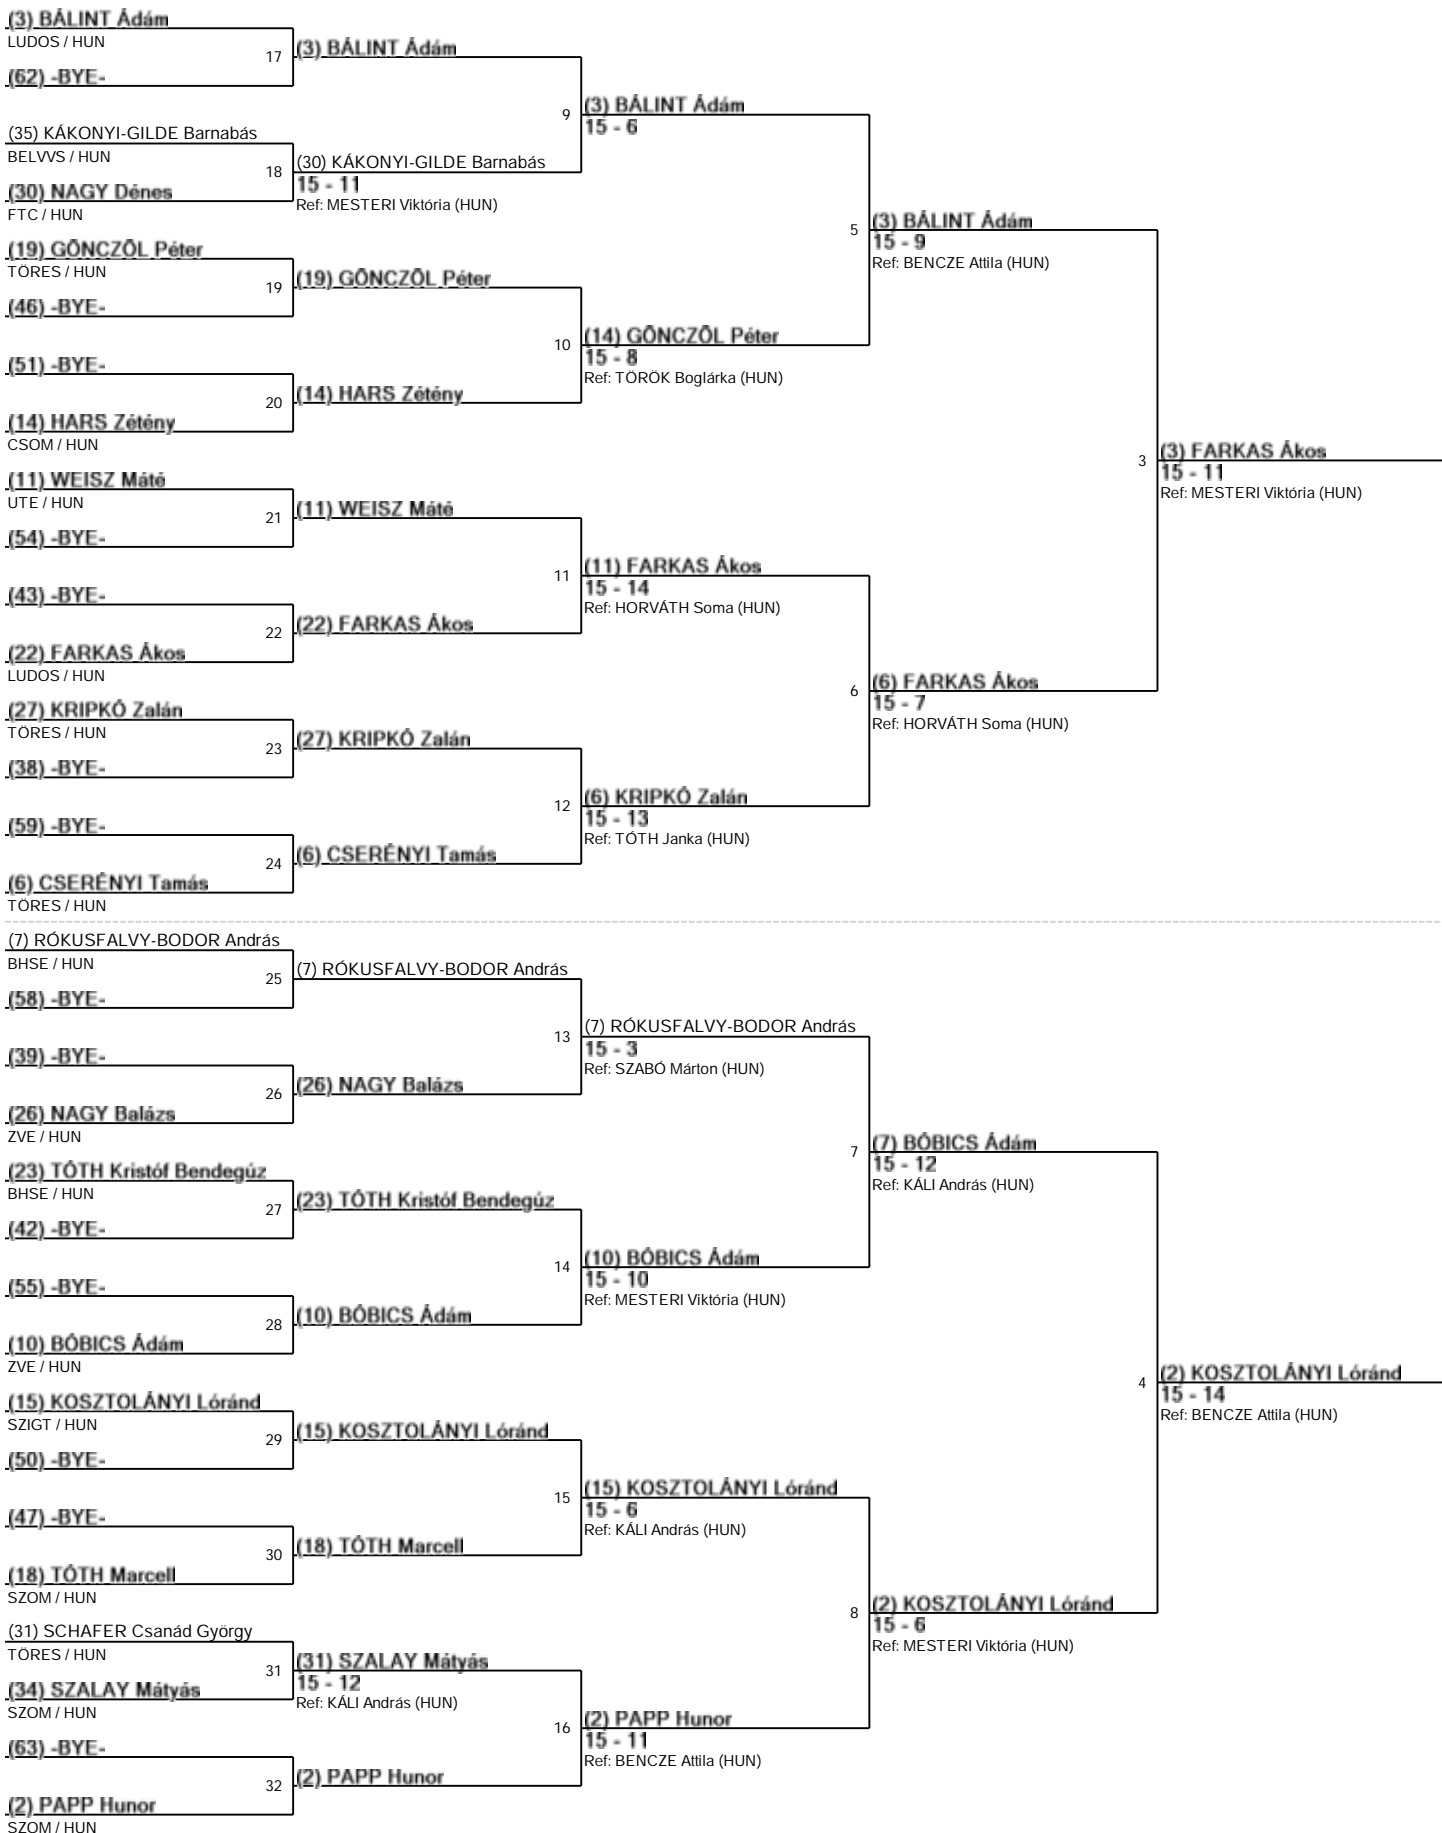 (3) BÁLINT Ádám
LUDOS / HUN
17
(3) BÁLINT Ádám
(62) -BYE-
9
(3) BÁLINT Ádám
15 - 6
(35) KÁKONYI-GILDE Barnabás
BELVVS / HUN
18
(30) KÁKONYI-GILDE Barnabás
15 - 11
Ref: MESTERI Viktória (HUN)
(30) NAGY Dénes
FTC / HUN
5
(3) BÁLINT Ádám
15 - 9
Ref: BENCZE Attila (HUN)
(19) GÖNCZÖL Péter
TÖRES / HUN
19
(19) GÖNCZÖL Péter
(46) -BYE-
10
(14) GÖNCZÖL Péter
15 - 8
Ref: TÖRÖK Boglárka (HUN)
(51) -BYE-
20
(14) HARS Zétény
(14) HARS Zétény
CSOM / HUN
3
(3) FARKAS Ákos
15 - 11
Ref: MESTERI Viktória (HUN)
(11) WEISZ Máté
UTE / HUN
21
(11) WEISZ Máté
(54) -BYE-
11
(11) FARKAS Ákos
15 - 14
Ref: HORVÁTH Soma (HUN)
(43) -BYE-
22
(22) FARKAS Ákos
(22) FARKAS Ákos
LUDOS / HUN
6
(6) FARKAS Ákos
15 - 7
Ref: HORVÁTH Soma (HUN)
(27) KRIPKÓ Zalán
TÖRES / HUN
23
(27) KRIPKÓ Zalán
(38) -BYE-
12
(6) KRIPKÓ Zalán
15 - 13
Ref: TÓTH Janka (HUN)
(59) -BYE-
24
(6) CSERÉNYI Tamás
(6) CSERÉNYI Tamás
TÖRES / HUN
(7) RÓKUSFALVY-BODOR András
BHSE / HUN
25
(7) RÓKUSFALVY-BODOR András
(58) -BYE-
13
(7) RÓKUSFALVY-BODOR András
15 - 3
Ref: SZABÓ Márton (HUN)
(39) -BYE-
26
(26) NAGY Balázs
(26) NAGY Balázs
ZVE / HUN
7
(7) BÓBICS Ádám
15 - 12
Ref: KÁLI András (HUN)
(23) TÓTH Kristóf Bendegúz
BHSE / HUN
27
(23) TÓTH Kristóf Bendegúz
(42) -BYE-
14
(10) BÓBICS Ádám
15 - 10
Ref: MESTERI Viktória (HUN)
(55) -BYE-
28
(10) BÓBICS Ádám
(10) BÓBICS Ádám
ZVE / HUN
4
(2) KOSZTOLÁNYI Lóránd
15 - 14
Ref: BENCZE Attila (HUN)
(15) KOSZTOLÁNYI Lóránd
SZIGT / HUN
29
(15) KOSZTOLÁNYI Lóránd
(50) -BYE-
15
(15) KOSZTOLÁNYI Lóránd
15 - 6
Ref: KÁLI András (HUN)
(47) -BYE-
30
(18) TÓTH Marcell
(18) TÓTH Marcell
SZOM / HUN
8
(2) KOSZTOLÁNYI Lóránd
15 - 6
Ref: MESTERI Viktória (HUN)
(31) SCHAFER Csanád György
TÖRES / HUN
31
(31) SZALAY Mátyás
15 - 12
Ref: KÁLI András (HUN)
(34) SZALAY Mátyás
SZOM / HUN
16
(2) PAPP Hunor
15 - 11
Ref: BENCZE Attila (HUN)
(63) -BYE-
32
(2) PAPP Hunor
(2) PAPP Hunor
SZOM / HUN